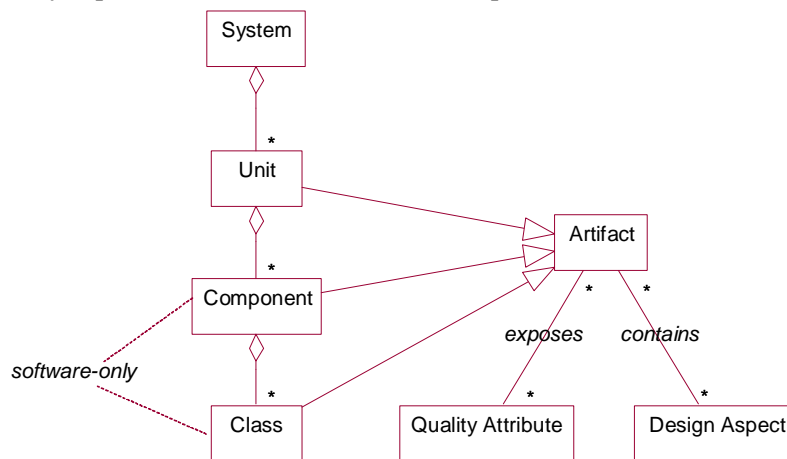 System
*
Unit
*
Artifact
Component
*
*
exposes
contains
software-only
*
*
*
Class
Quality Attribute
Design Aspect